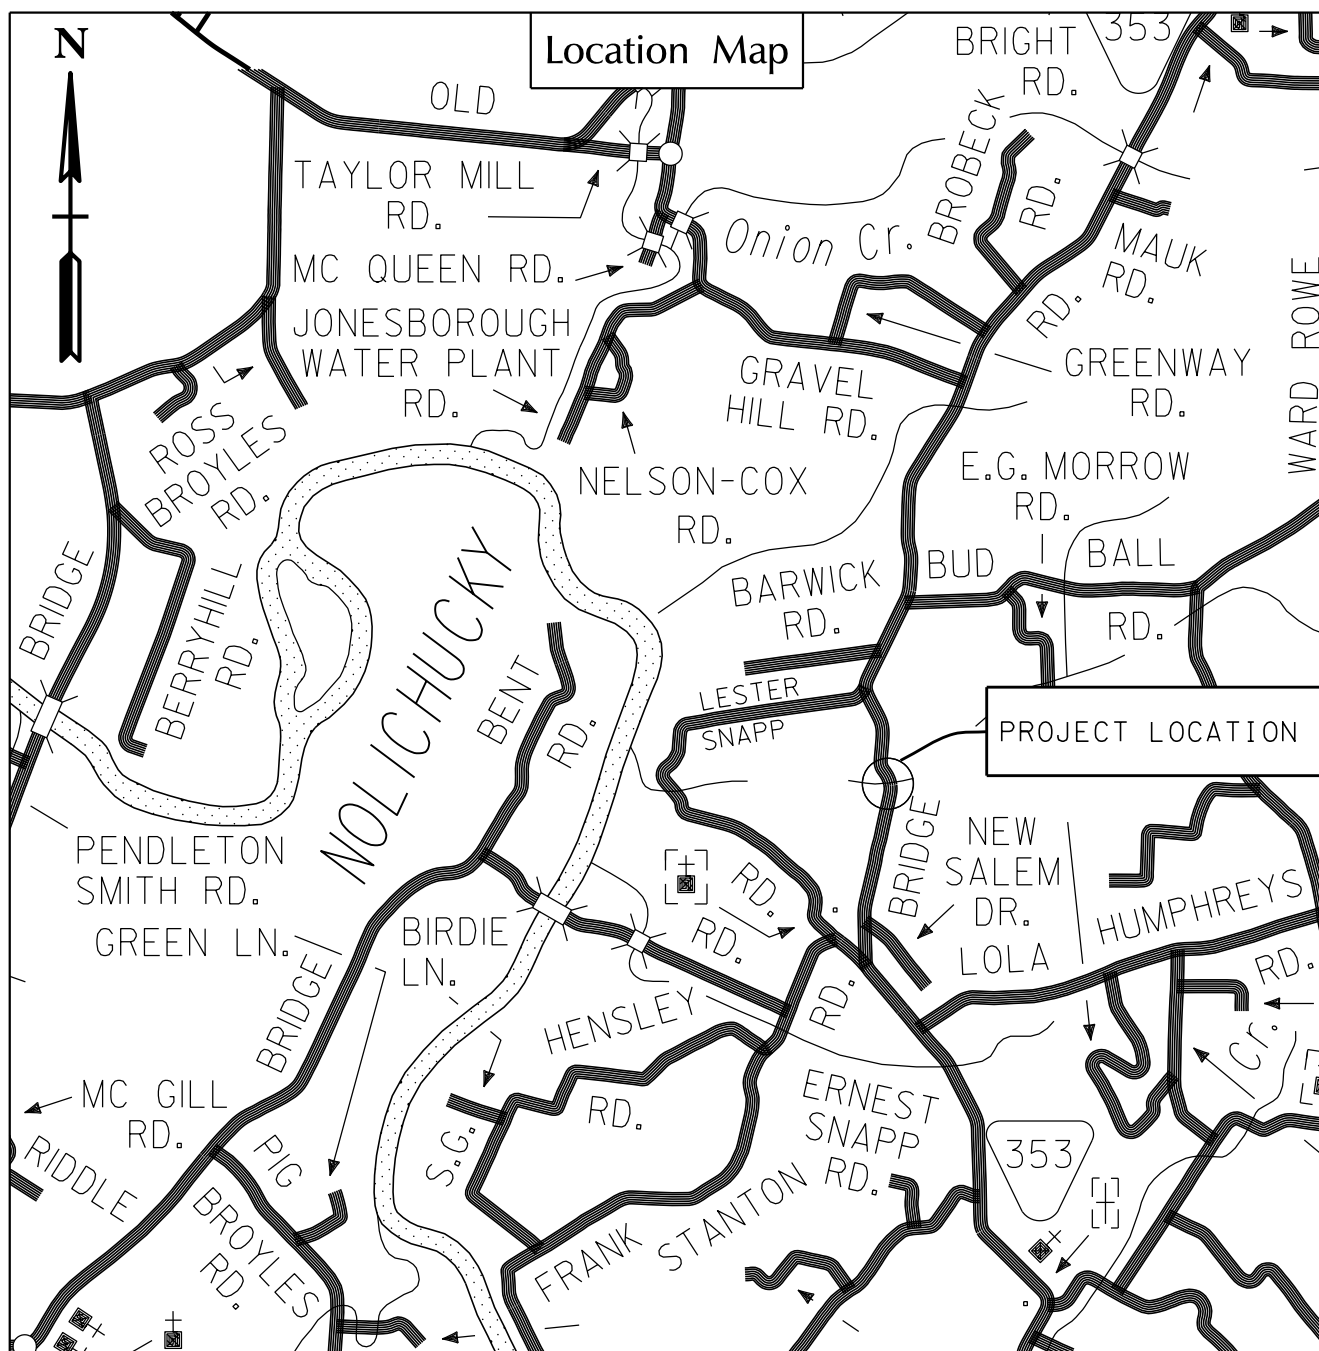 Location Map
N
353
BRIGHT
RD.
OLD
BROBECK
RD.
TAYLOR MILL
RD.
Onion Cr.
MAUK
RD.
MC QUEEN RD.
RD.
WARD ROWE
JONESBOROUGH
WATER PLANT
RD.
GREENWAY
RD.
GRAVEL
HILL RD.
ROSS
BROYLES
RD.
NELSON-COX
RD.
E.G. MORROW
RD.
BUD BALL
RD.
BARWICK
RD.
BRIDGE
BERRYHILL
RD.
NOLICHUCKY
BENT
RD.
LESTER
SNAPP
RD.
PROJECT LOCATION
BRIDGE
RD.
NEW
SALEM
DR.
LOLA
HUMPHREYS
RD.
PENDLETON
SMITH RD.
GREEN LN.
BIRDIE
LN.
BRIDGE
HENSLEY
RD.
RD.
Cr.
MC GILL
RD.
RIDDLE
PIG
S.G.
ERNEST
SNAPP
RD.
353
BROYLES
RD.
FRANK STANTON